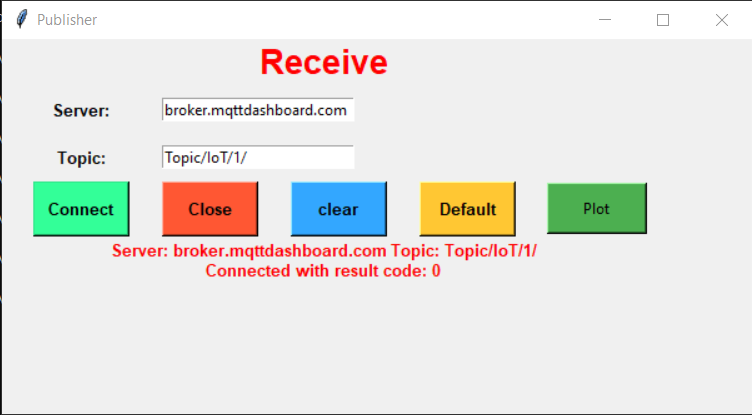 Publisher
Receive
Server: broker.mqttdashboard.com
Topic: Topic/IoT/1/
Connect Close clear Default Plot
Server: broker.mqttdashboard.com Topic: Topic/IoT/1/
Connected with result code: 0